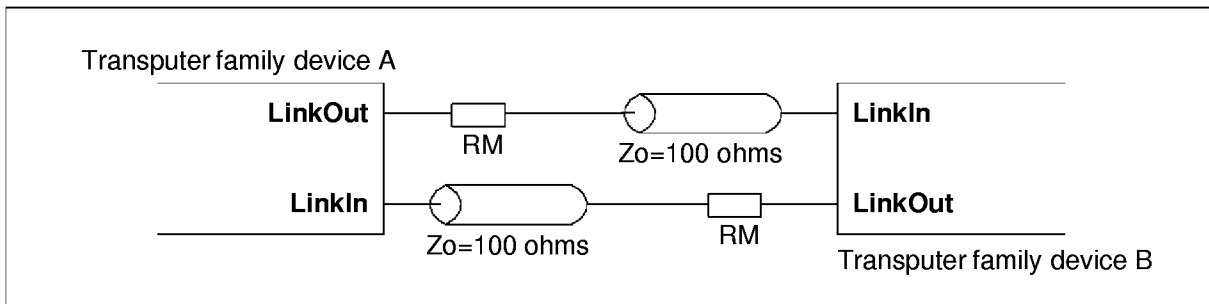 Transputer family device A
LinkOut
LinkIn
RM
Zo=100 ohms
LinkIn
LinkOut
Zo=100 ohms
RM
Transputer family device B